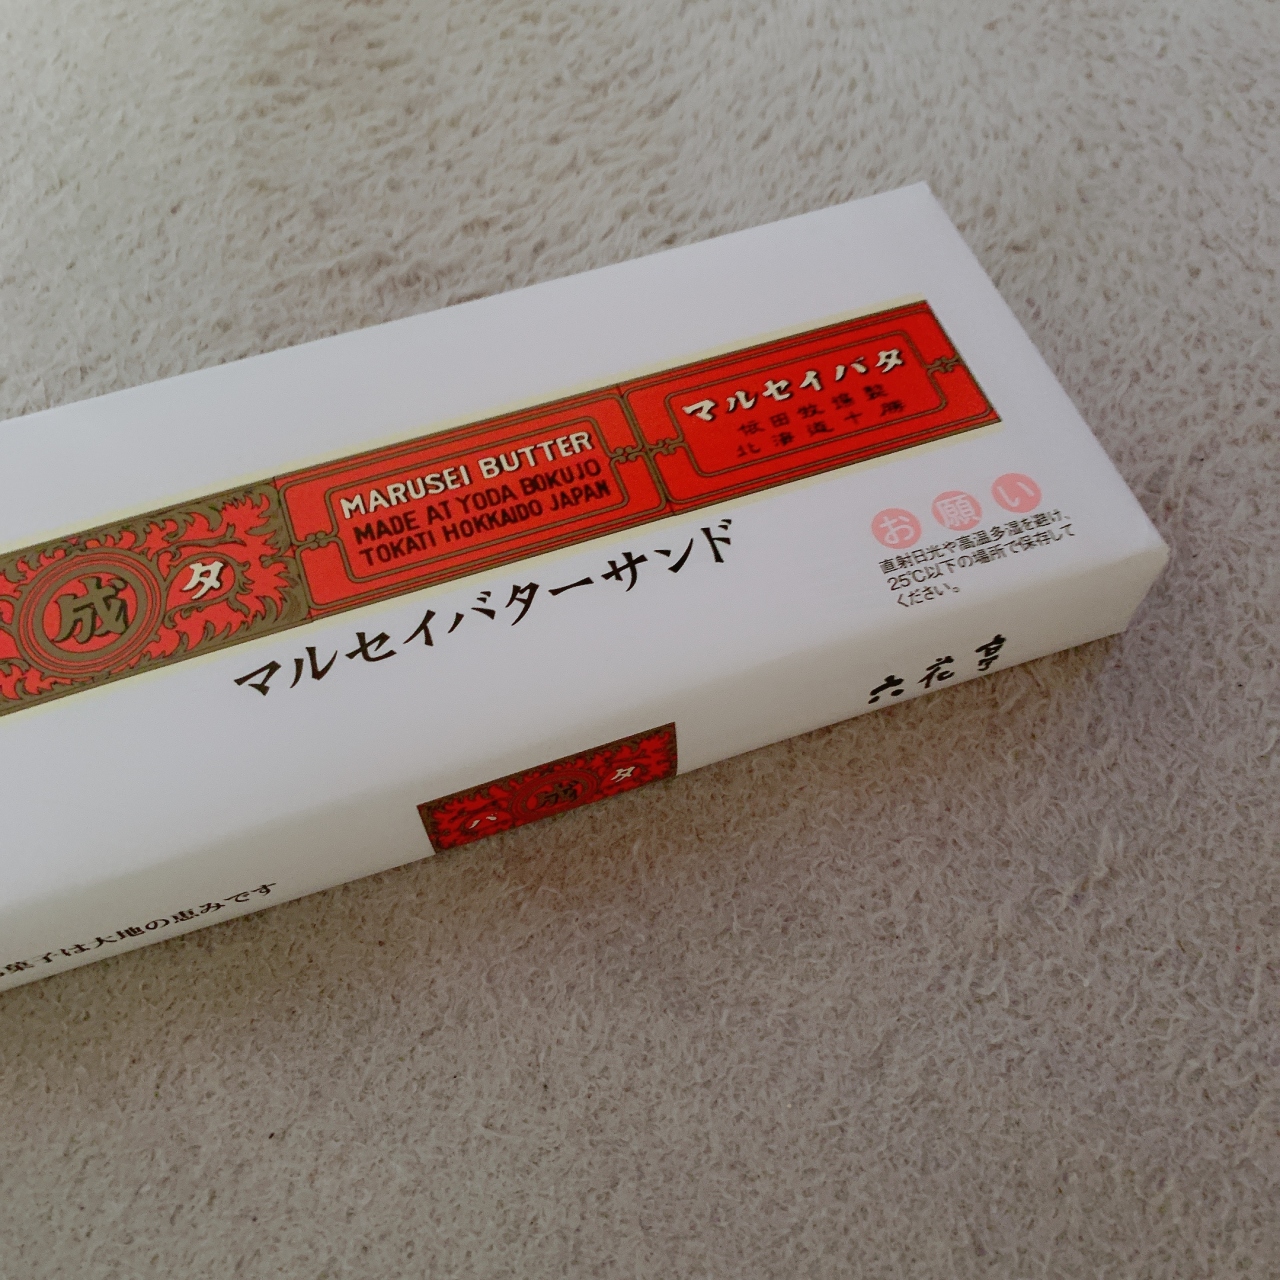 マルセイバタ
依田牧場製
北海道十勝
MARUSEI BUTTER
MADE AT YODA BOKUJO
TOKATI HOKKAIDO JAPAN
成 タ
マルセイバターサンド
お願い
直射日光や高温多湿を避け、
25℃以下の場所で保存して
ください。
六花亭
バ 成 タ
菓子は大地の恵みです